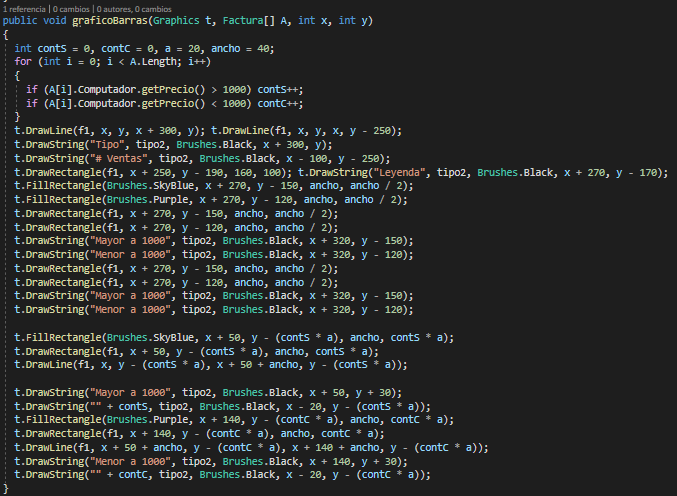 1 referencia | 0 cambios | 0 autores, 0 cambios
public void graficoBarras(Graphics t, Factura[] A, int x, int y)
{
int contS = 0, contC = 0, a = 20, ancho = 40;
for (int i = 0; i < A.Length; i++)
{
if (A[i].Computador.getPrecio() > 1000) contS++;
if (A[i].Computador.getPrecio() < 1000) contC++;
}
t.DrawLine(f1, x, y, x + 300, y); t.DrawLine(f1, x, y, x, y - 250);
t.DrawString("Tipo", tipo2, Brushes.Black, x + 300, y);
t.DrawString("# Ventas", tipo2, Brushes.Black, x - 100, y - 250);
t.DrawRectangle(f1, x + 250, y - 190, 160, 100); t.DrawString("Leyenda", tipo2, Brushes.Black, x + 270, y - 170);
t.FillRectangle(Brushes.SkyBlue, x + 270, y - 150, ancho, ancho / 2);
t.FillRectangle(Brushes.Purple, x + 270, y - 120, ancho, ancho / 2);
t.DrawRectangle(f1, x + 270, y - 150, ancho, ancho / 2);
t.DrawRectangle(f1, x + 270, y - 120, ancho, ancho / 2);
t.DrawString("Mayor a 1000", tipo2, Brushes.Black, x + 320, y - 150);
t.DrawString("Menor a 1000", tipo2, Brushes.Black, x + 320, y - 120);
t.DrawRectangle(f1, x + 270, y - 150, ancho, ancho / 2);
t.DrawRectangle(f1, x + 270, y - 120, ancho, ancho / 2);
t.DrawString("Mayor a 1000", tipo2, Brushes.Black, x + 320, y - 150);
t.DrawString("Menor a 1000", tipo2, Brushes.Black, x + 320, y - 120);
t.FillRectangle(Brushes.SkyBlue, x + 50, y - (contS * a), ancho, contS * a);
t.DrawRectangle(f1, x + 50, y - (contS * a), ancho, contS * a);
t.DrawLine(f1, x, y - (contS * a), x + 50 + ancho, y - (contS * a));
t.DrawString("Mayor a 1000", tipo2, Brushes.Black, x + 50, y + 30);
t.DrawString("" + contS, tipo2, Brushes.Black, x - 20, y - (contS * a));
t.FillRectangle(Brushes.Purple, x + 140, y - (contC * a), ancho, contC * a);
t.DrawRectangle(f1, x + 140, y - (contC * a), ancho, contC * a);
t.DrawLine(f1, x + 50 + ancho, y - (contC * a), x + 140 + ancho, y - (contC * a));
t.DrawString("Menor a 1000", tipo2, Brushes.Black, x + 140, y + 30);
t.DrawString("" + contC, tipo2, Brushes.Black, x - 20, y - (contC * a));
}